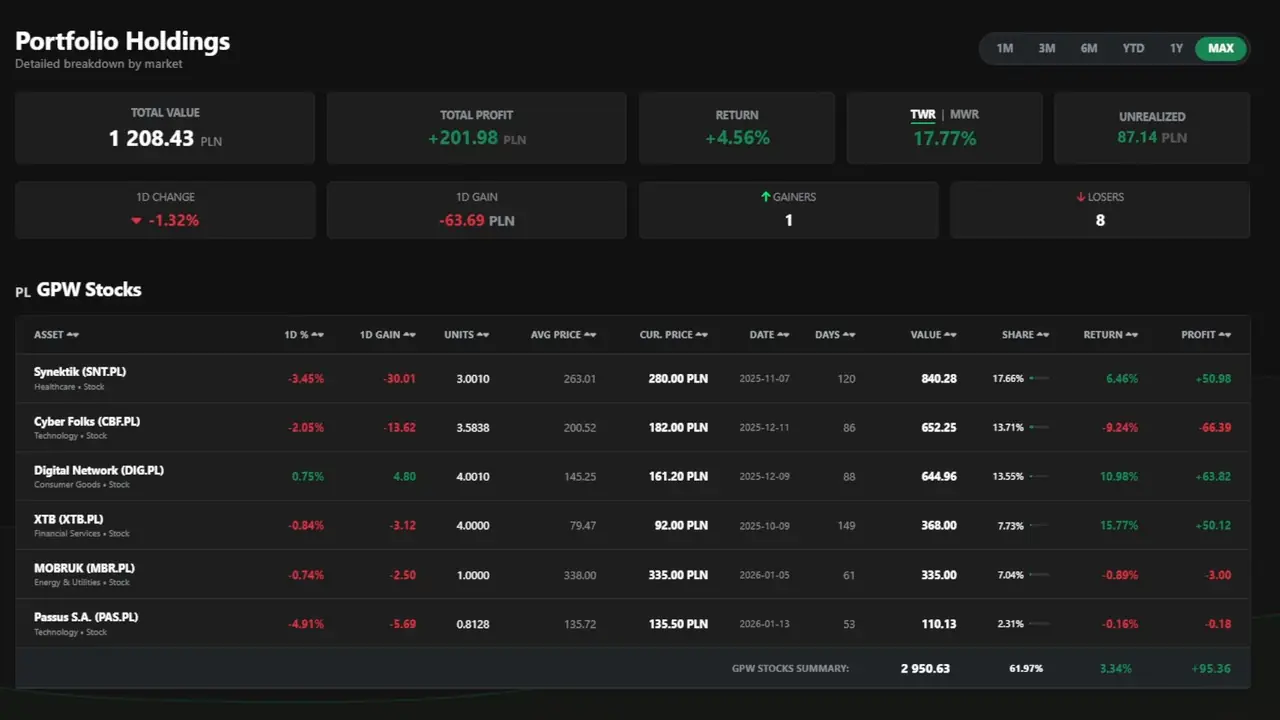 Portfolio Holdings
Detailed breakdown by market
1M 3M 6M YTD 1Y MAX
TOTAL VALUE
1 208.43 PLN
TOTAL PROFIT
+201.98 PLN
RETURN
+4.56%
TWR | MWR
17.77%
UNREALIZED
87.14 PLN
1D CHANGE
-1.32%
1D GAIN
-63.69 PLN
GAINERS
1
LOSERS
8
PL GPW Stocks
ASSET 1D % 1D GAIN UNITS AVG PRICE CUR. PRICE DATE DAYS VALUE SHARE RETURN PROFIT
Synektik (SNT.PL) -3.45% -30.01 3.0010 263.01 280.00 PLN 2025-11-07 120 840.28 17.66% 6.46% +50.98
Healthcare • Stock
Cyber Folks (CBF.PL) -2.05% -13.62 3.5838 200.52 182.00 PLN 2025-12-11 86 652.25 13.71% -9.24% -66.39
Technology • Stock
Digital Network (DIG.PL) 0.75% 4.80 4.0010 145.25 161.20 PLN 2025-12-09 88 644.96 13.55% 10.98% +63.82
Consumer Goods • Stock
XTB (XTB.PL) -0.84% -3.12 4.0000 79.47 92.00 PLN 2025-10-09 149 368.00 7.73% 15.77% +50.12
Financial Services • Stock
MOBRUK (MBR.PL) -0.74% -2.50 1.0000 338.00 335.00 PLN 2026-01-05 61 335.00 7.04% -0.89% -3.00
Energy & Utilities • Stock
Passus S.A. (PAS.PL) -4.91% -5.69 0.8128 135.72 135.50 PLN 2026-01-13 53 110.13 2.31% -0.16% -0.18
Technology • Stock
GPW STOCKS SUMMARY: 2 950.63 61.97% 3.34% +95.36